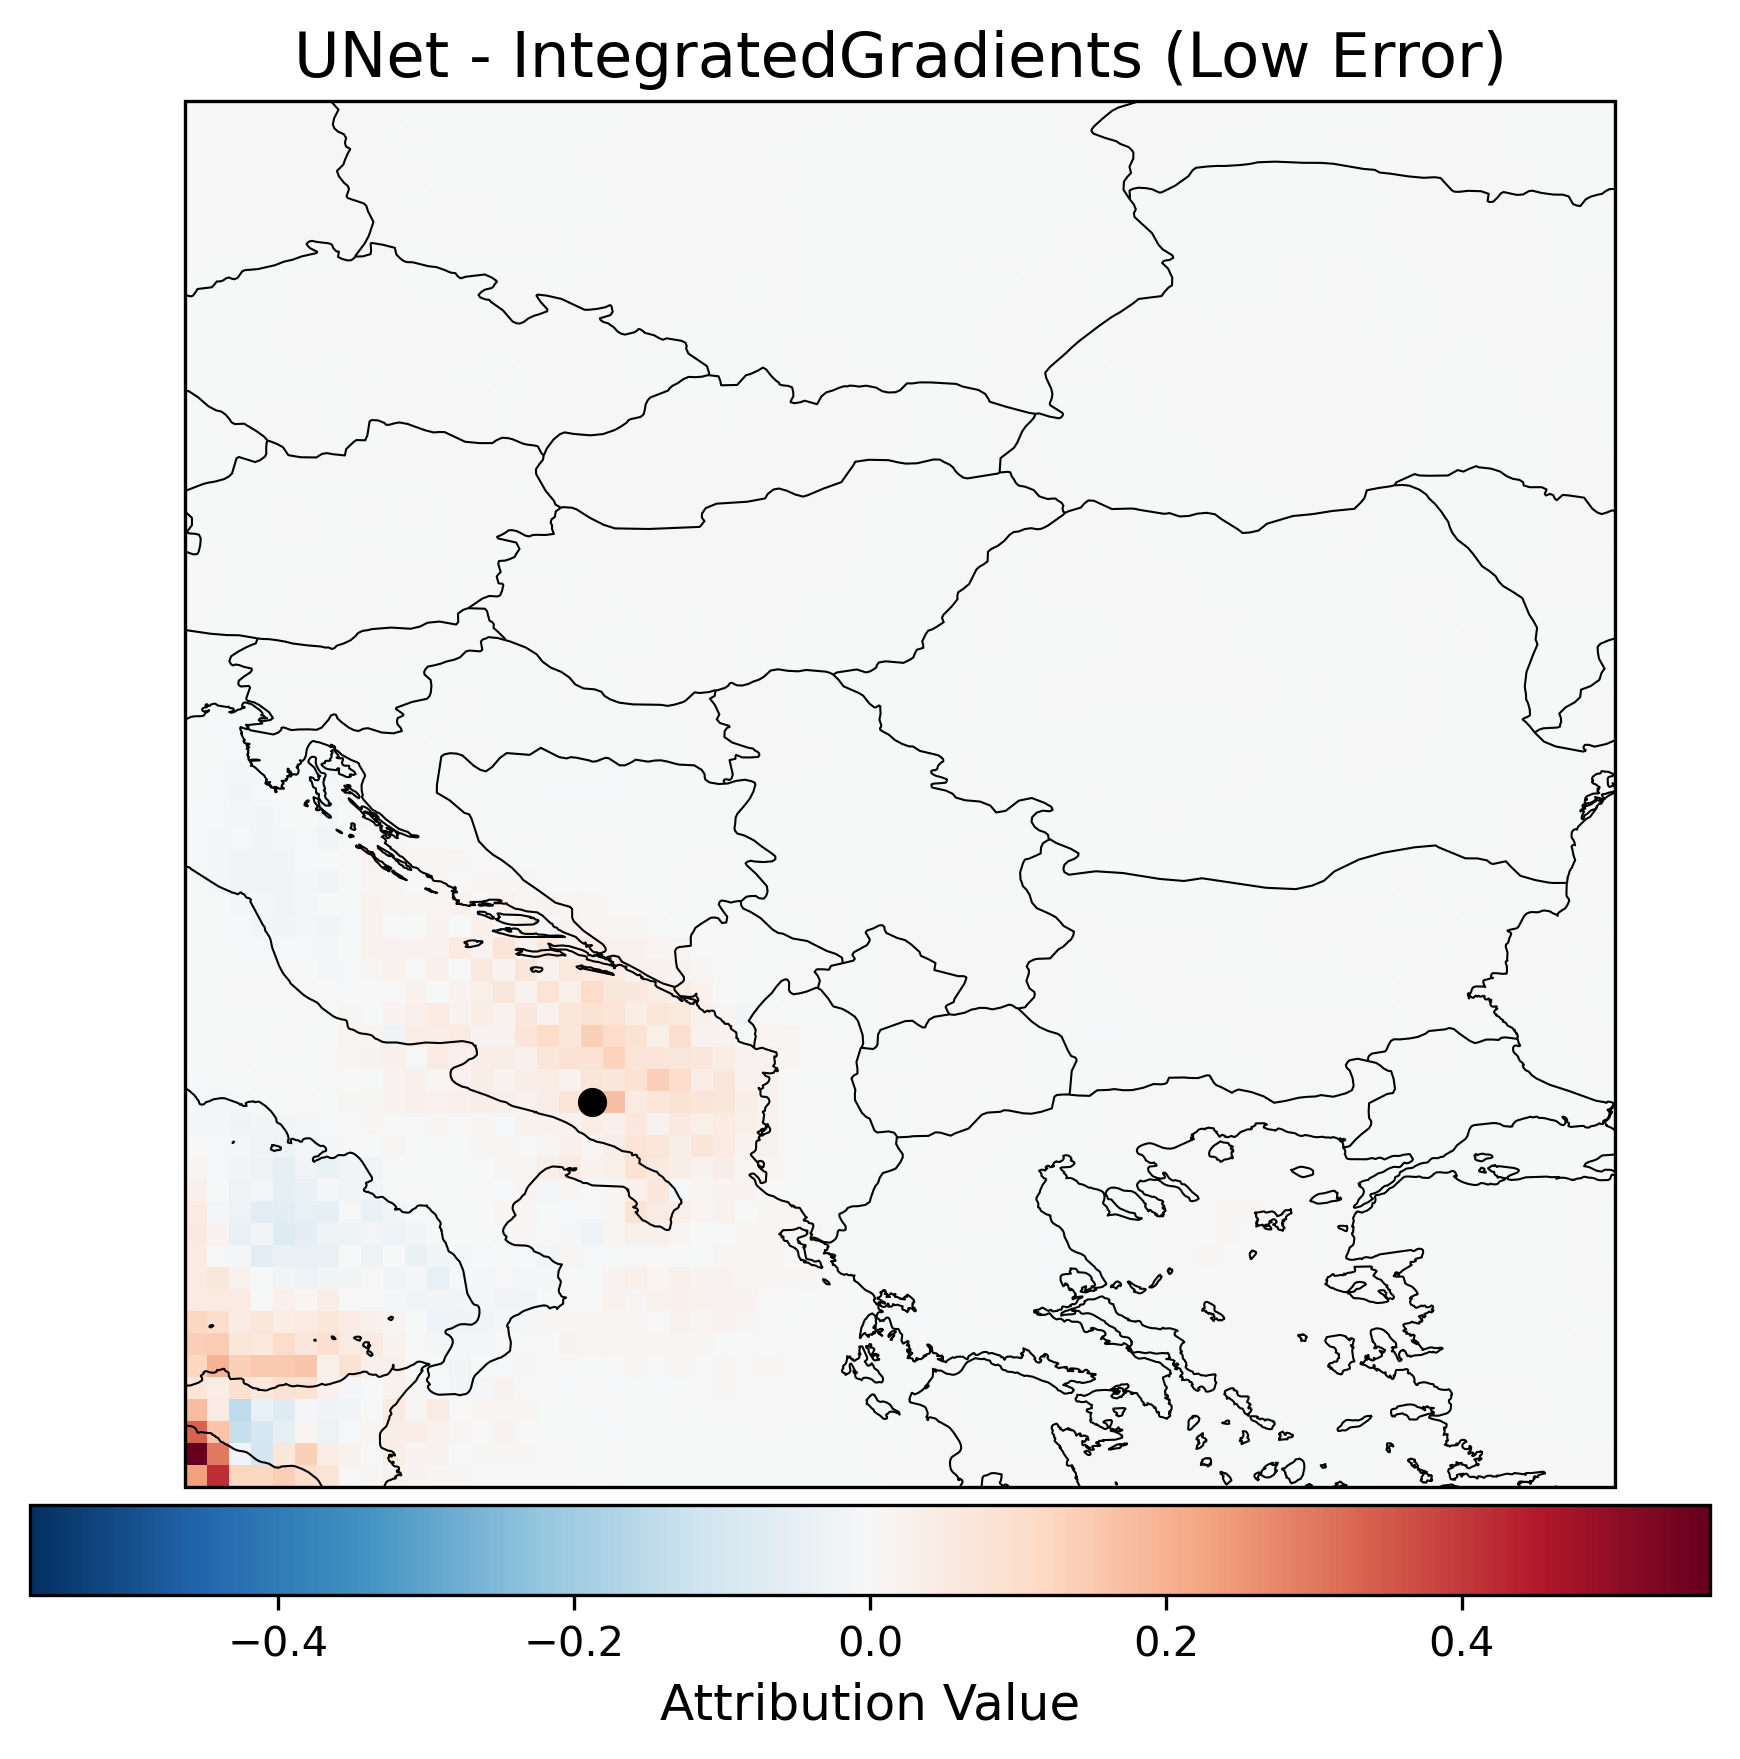 UNet - IntegratedGradients (Low Error)
−0.4 −0.2 0.0 0.2 0.4
Attribution Value